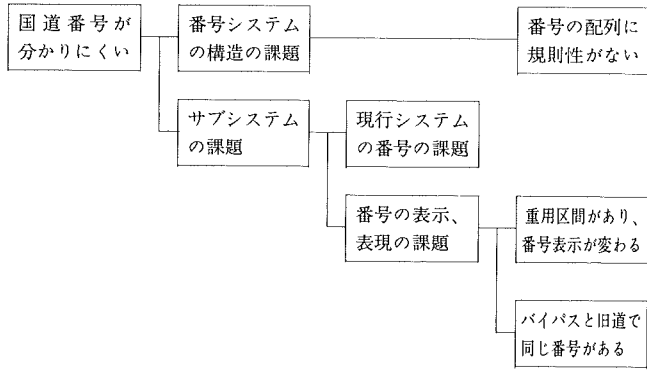 国道番号が
分かりにくい
番号システム
の構造の課題
番号の配列に
規則性がない
サブシステム
の課題
現行システム
の番号の課題
番号の表示、
表現の課題
重用区間があり、
番号表示が変わる
バイパスと旧道で
同じ番号がある